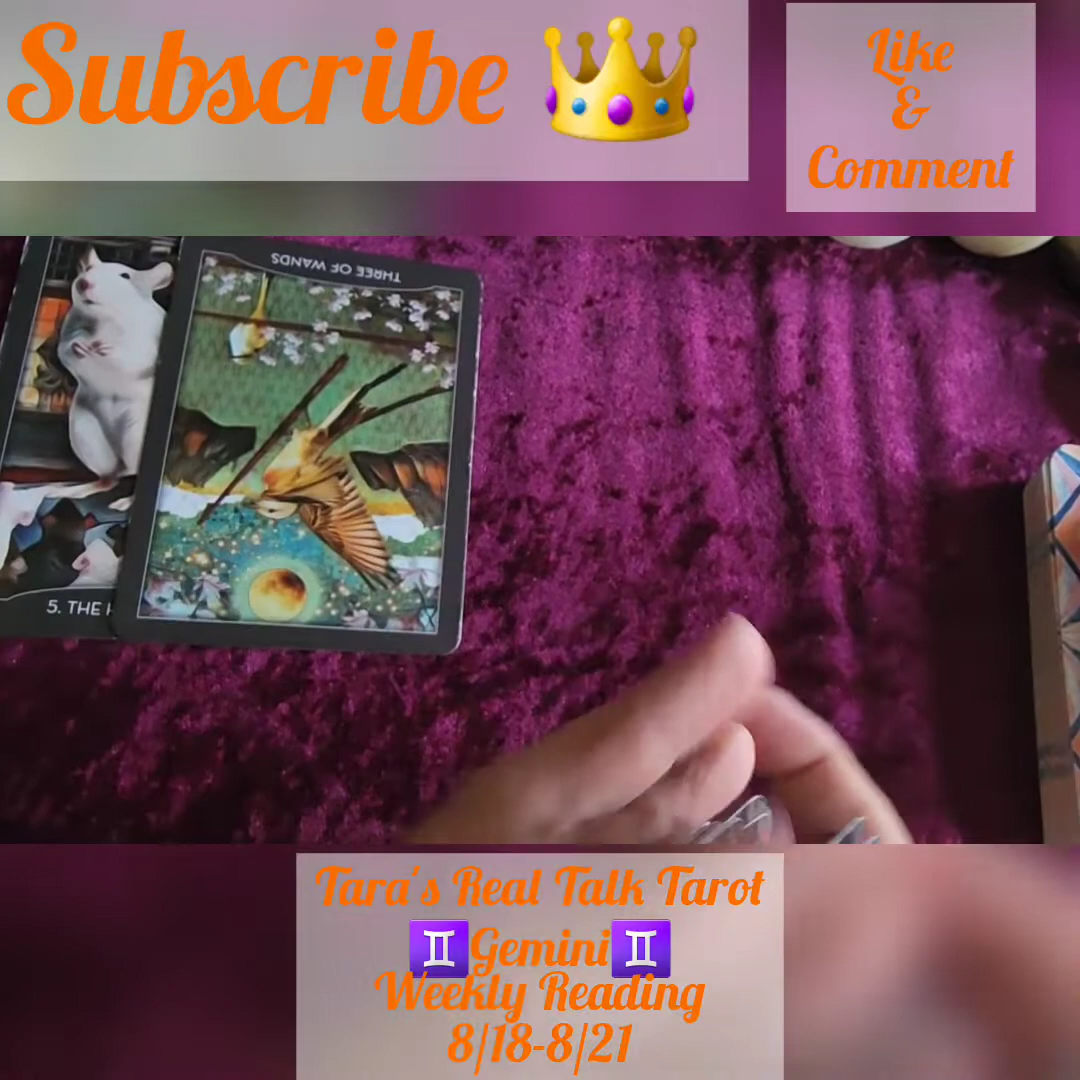 Subscribe
Like
&
Comment
THREE OF WANDS
5. THE
Tara's Real Talk Tarot
♊Gemini♊
Weekly Reading
8/18-8/21